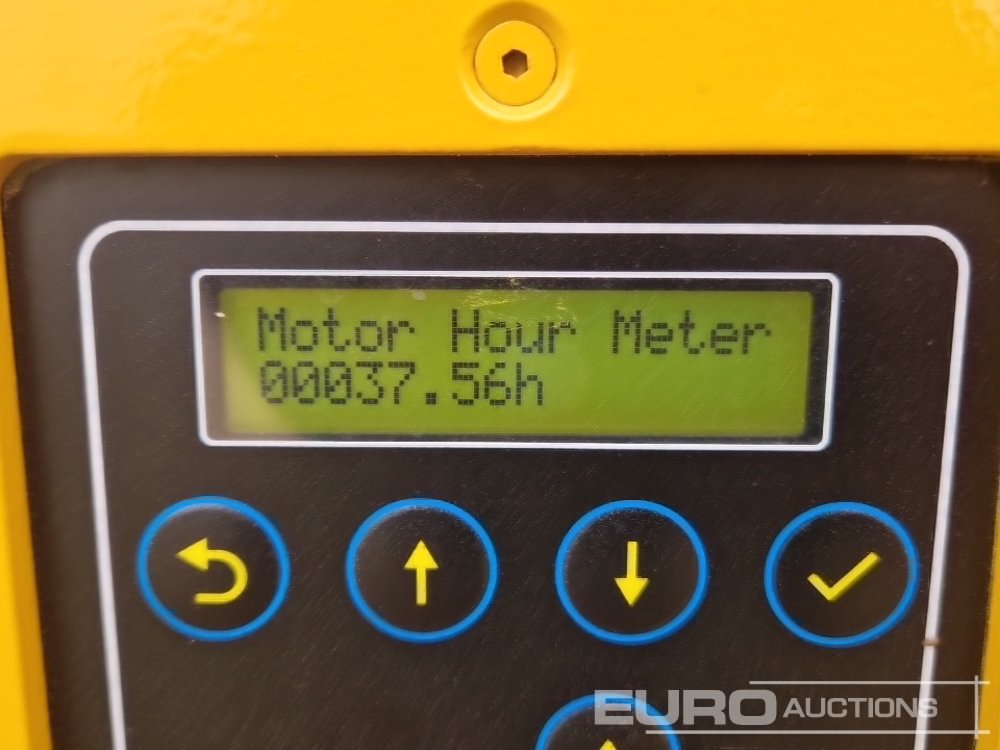 Motor Hour Meter
00037.56h
EURO AUCTIONS